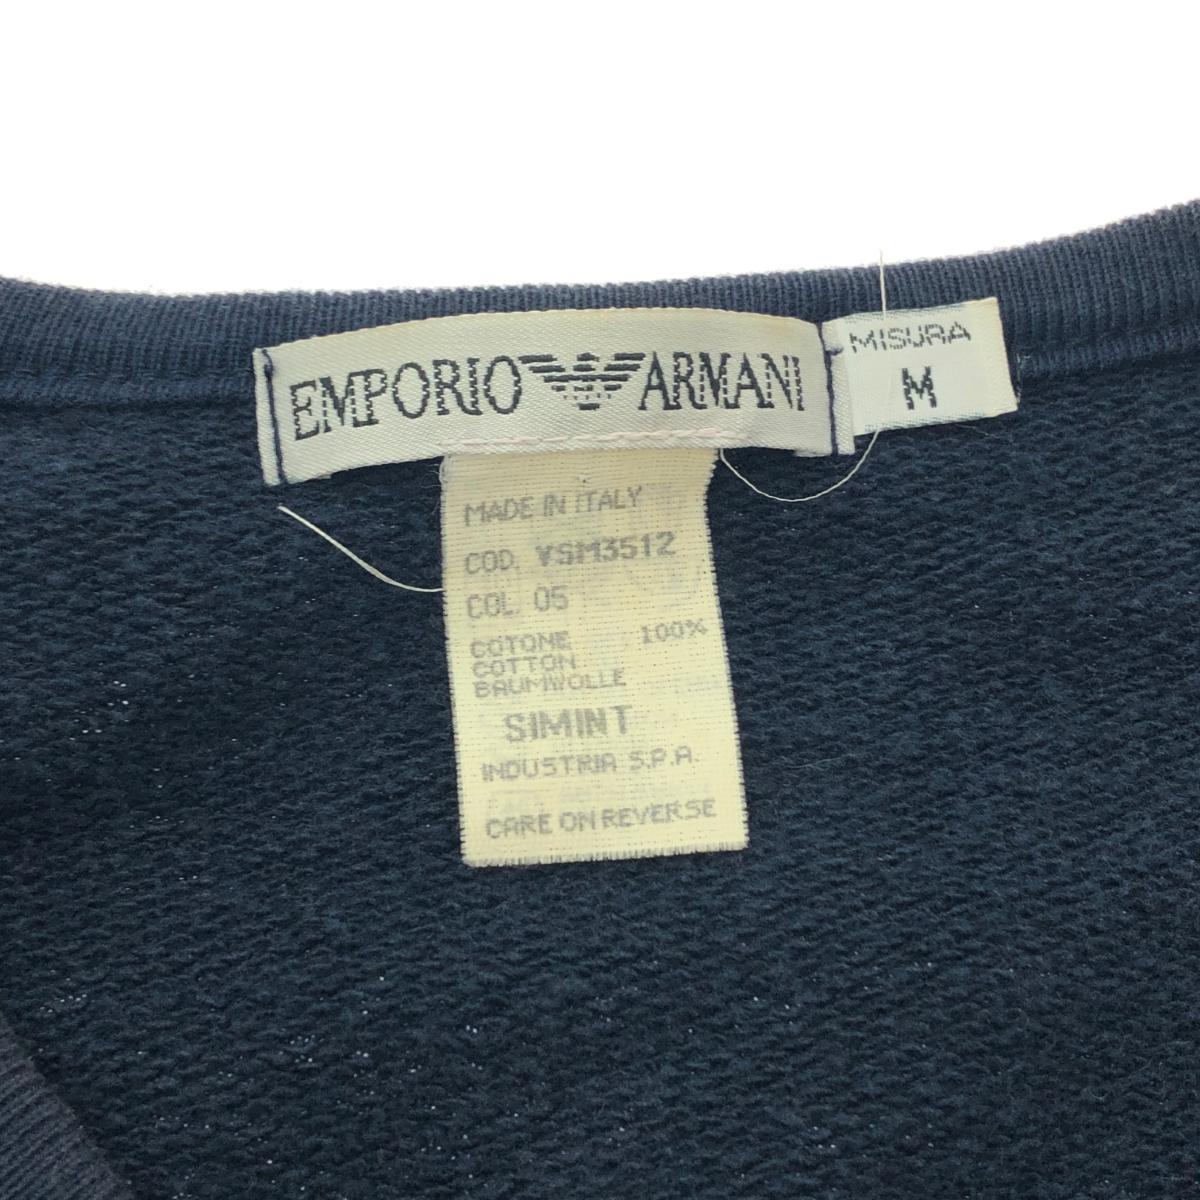 EMPORIO ARMANI
MISURA
M
MADE IN ITALY
COD. VSM3512
COL. 05
COTONE 100%
COTTON
BAUMWOLLE
SIMINT
INDUSTRIA S.P.A.
CARE ON REVERSE